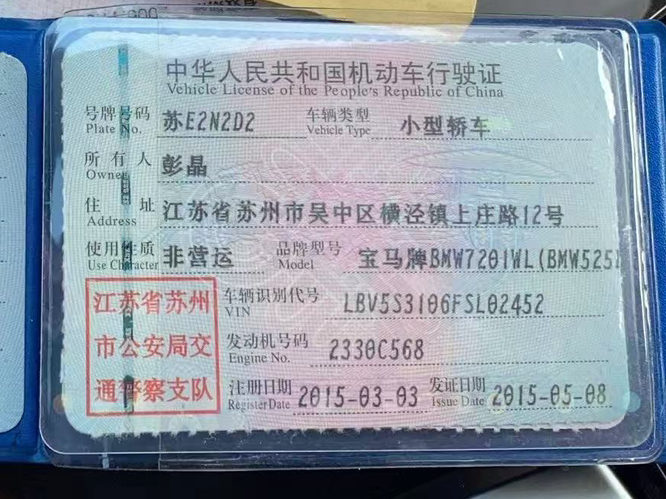 中华人民共和国机动车行驶证
Vehicle License of the People's Republic of China
号牌号码 苏E2N2D2 车辆类型 小型轿车
Plate No. Vehicle Type
所有人 彭晶
Owner
住址 江苏省苏州市吴中区横泾镇上庄路12号
Address
使用性质 非营运 品牌型号 宝马牌BMW7201WL(BMW525
Use Character Model
江苏省苏州 车辆识别代号 LBV5S3106FSL02452
VIN
市公安局交 发动机号码 2330C568
Engine No.
通警察支队 注册日期 2015-03-03 发证日期 2015-05-08
Register Date Issue Date